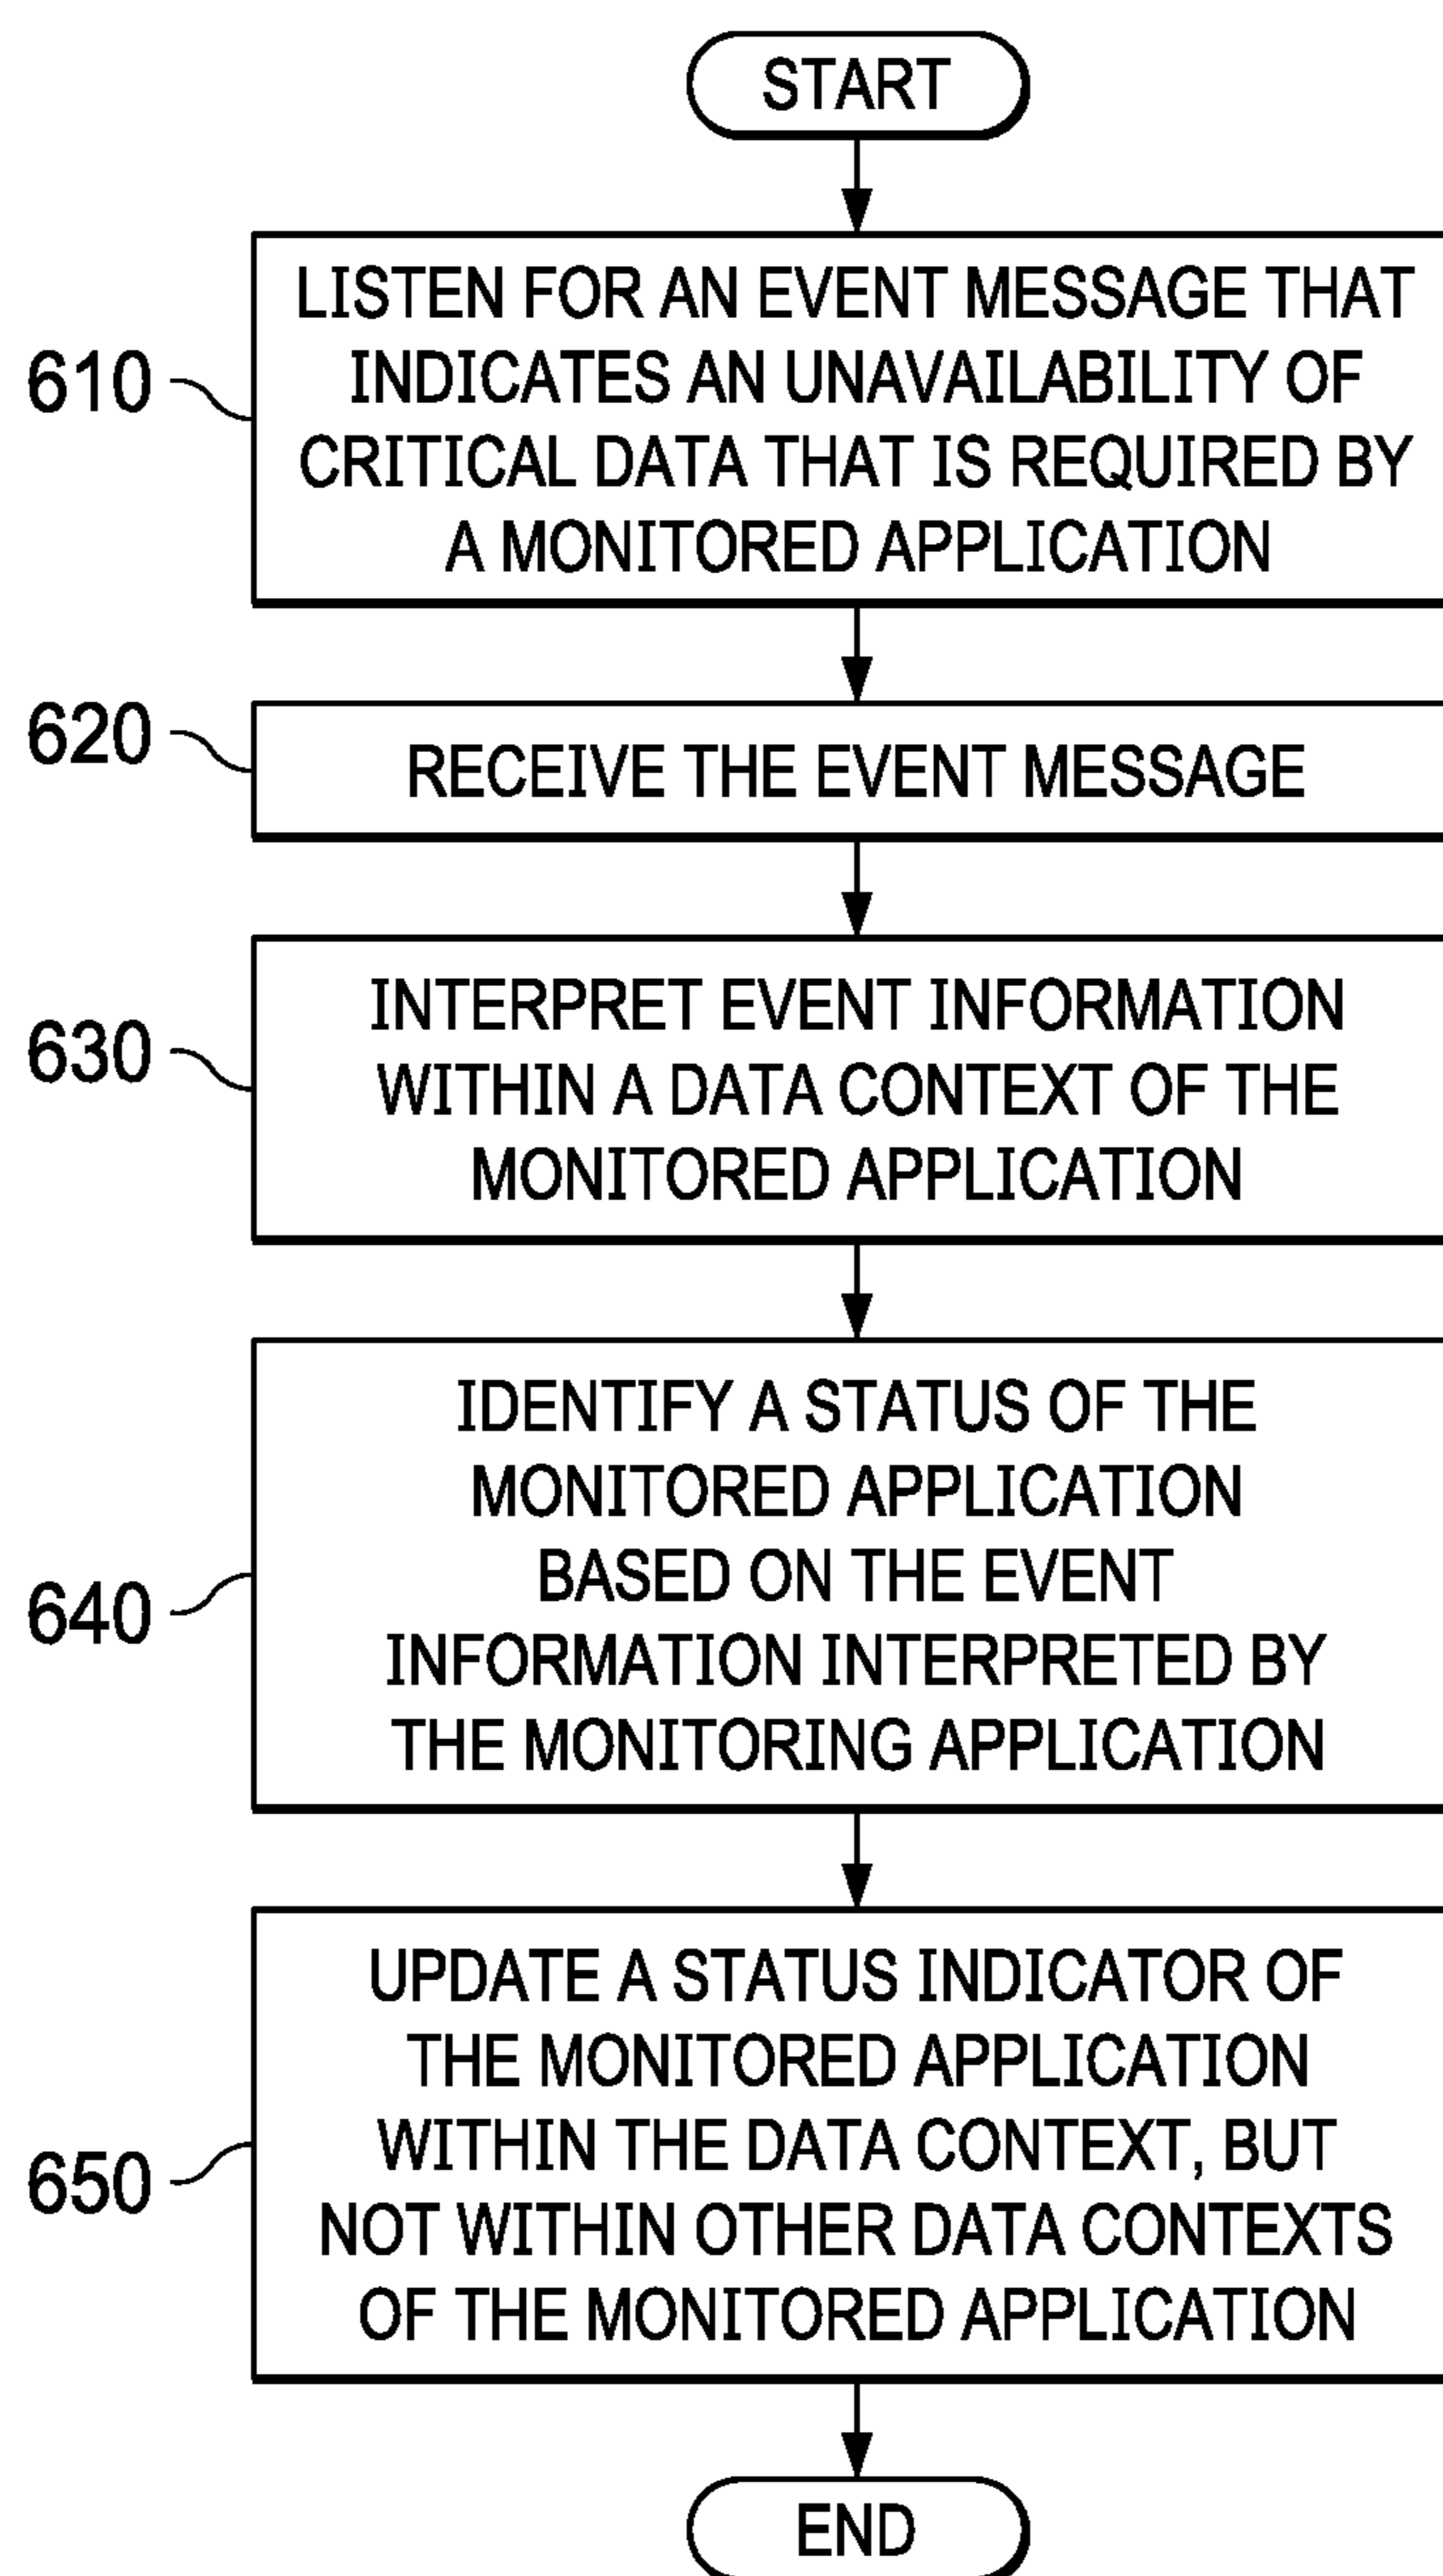 START
LISTEN FOR AN EVENT MESSAGE THAT
INDICATES AN UNAVAILABILITY OF
CRITICAL DATA THAT IS REQUIRED BY
A MONITORED APPLICATION
610
620
RECEIVE THE EVENT MESSAGE
INTERPRET EVENT INFORMATION
WITHIN A DATA CONTEXT OF THE
MONITORED APPLICATION
630
IDENTIFY A STATUS OF THE
MONITORED APPLICATION
BASED ON THE EVENT
INFORMATION INTERPRETED BY
THE MONITORING APPLICATION
640
UPDATE A STATUS INDICATOR OF
THE MONITORED APPLICATION
WITHIN THE DATA CONTEXT, BUT
NOT WITHIN OTHER DATA CONTEXTS
OF THE MONITORED APPLICATION
650
END